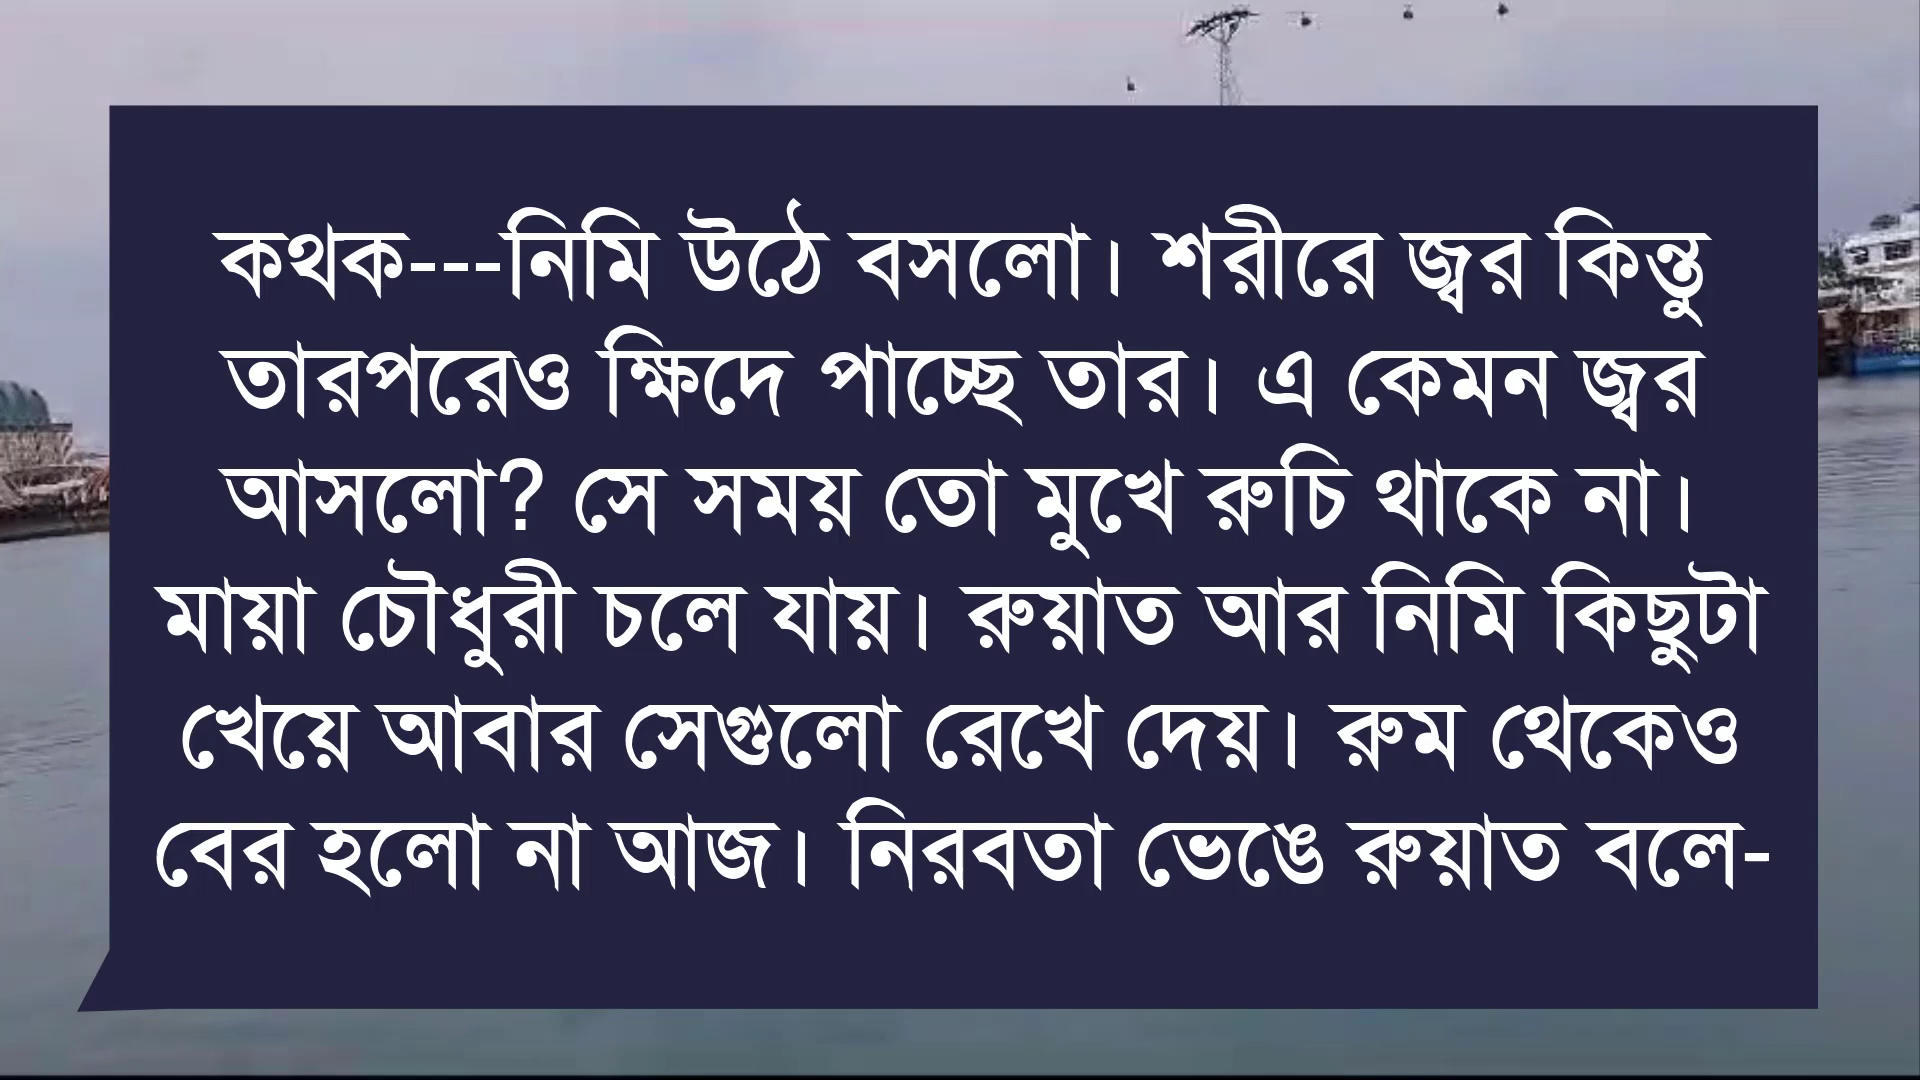 কথক---নিমি উঠে বসলো। শরীরে জ্বর কিন্তু
তারপরেও ক্ষিদে পাচ্ছে তার। এ কেমন জ্বর
আসলো? সে সময় তো মুখে রুচি থাকে না।
মায়া চৌধুরী চলে যায়। রুয়াত আর নিমি কিছুটা
খেয়ে আবার সেগুলো রেখে দেয়। রুম থেকেও
বের হলো না আজ। নিরবতা ভেঙে রুয়াত বলে-